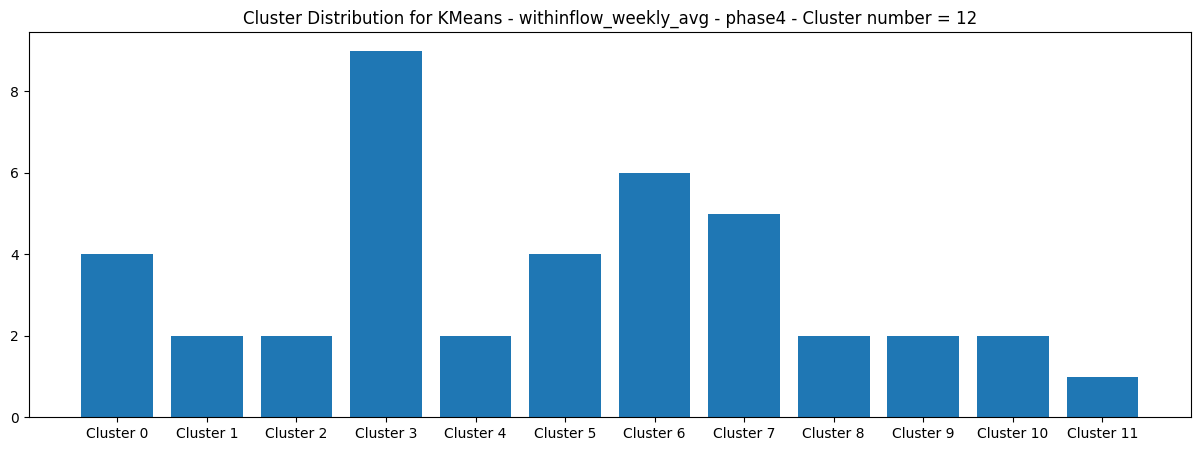 Cluster Distribution for KMeans - withinflow_weekly_avg - phase4 - Cluster number = 12
8
6
4
2
0
Cluster 0 Cluster 1 Cluster 2 Cluster 3 Cluster 4 Cluster 5 Cluster 6 Cluster 7 Cluster 8 Cluster 9 Cluster 10 Cluster 11